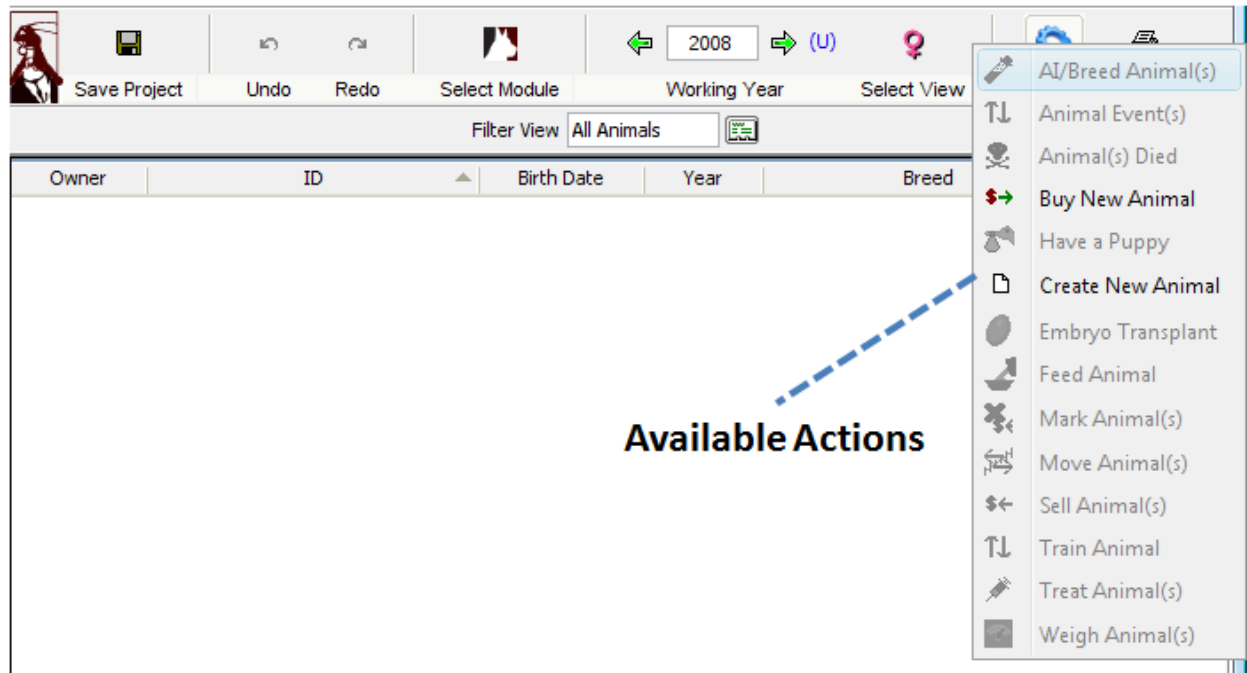 2008 (U)
Save Project Undo Redo Select Module Working Year Select View
Filter View All Animals
Owner ID Birth Date Year Breed
AI/Breed Animal(s)
Animal Event(s)
Animal(s) Died
Buy New Animal
Have a Puppy
Create New Animal
Embryo Transplant
Feed Animal
Mark Animal(s)
Move Animal(s)
Sell Animal(s)
Train Animal
Treat Animal(s)
Weigh Animal(s)
Available Actions